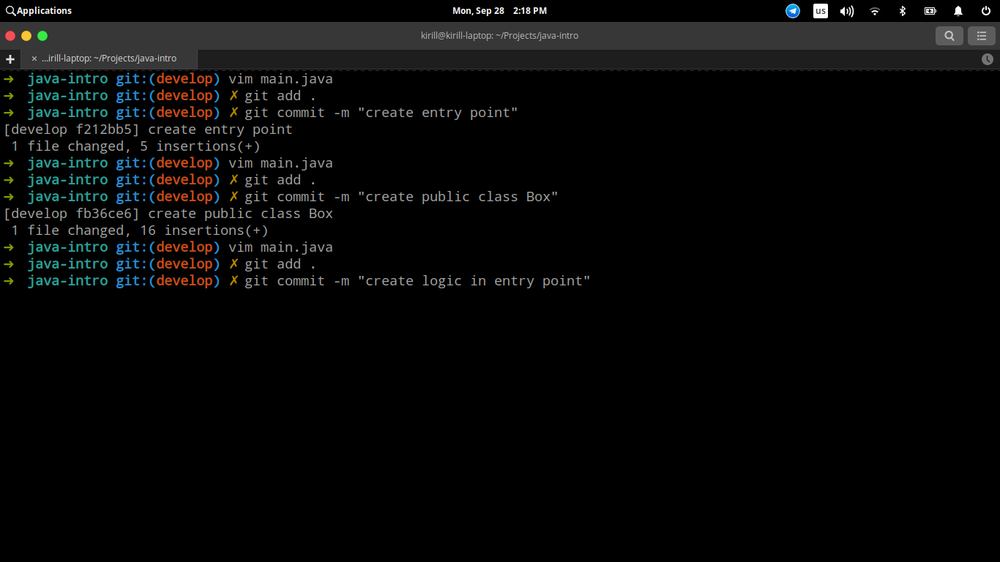 Applications
Mon, Sep 28 2:18 PM
us
kirill@kirill-laptop: ~/Projects/java-intro
+ × …irill-laptop: ~/Projects/java-intro
➜ java-intro git:(develop) vim main.java
➜ java-intro git:(develop) ✗ git add .
➜ java-intro git:(develop) ✗ git commit -m "create entry point"
[develop f212bb5] create entry point
1 file changed, 5 insertions(+)
➜ java-intro git:(develop) vim main.java
➜ java-intro git:(develop) ✗ git add .
➜ java-intro git:(develop) ✗ git commit -m "create public class Box"
[develop fb36ce6] create public class Box
1 file changed, 16 insertions(+)
➜ java-intro git:(develop) vim main.java
➜ java-intro git:(develop) ✗ git add .
➜ java-intro git:(develop) ✗ git commit -m "create logic in entry point"